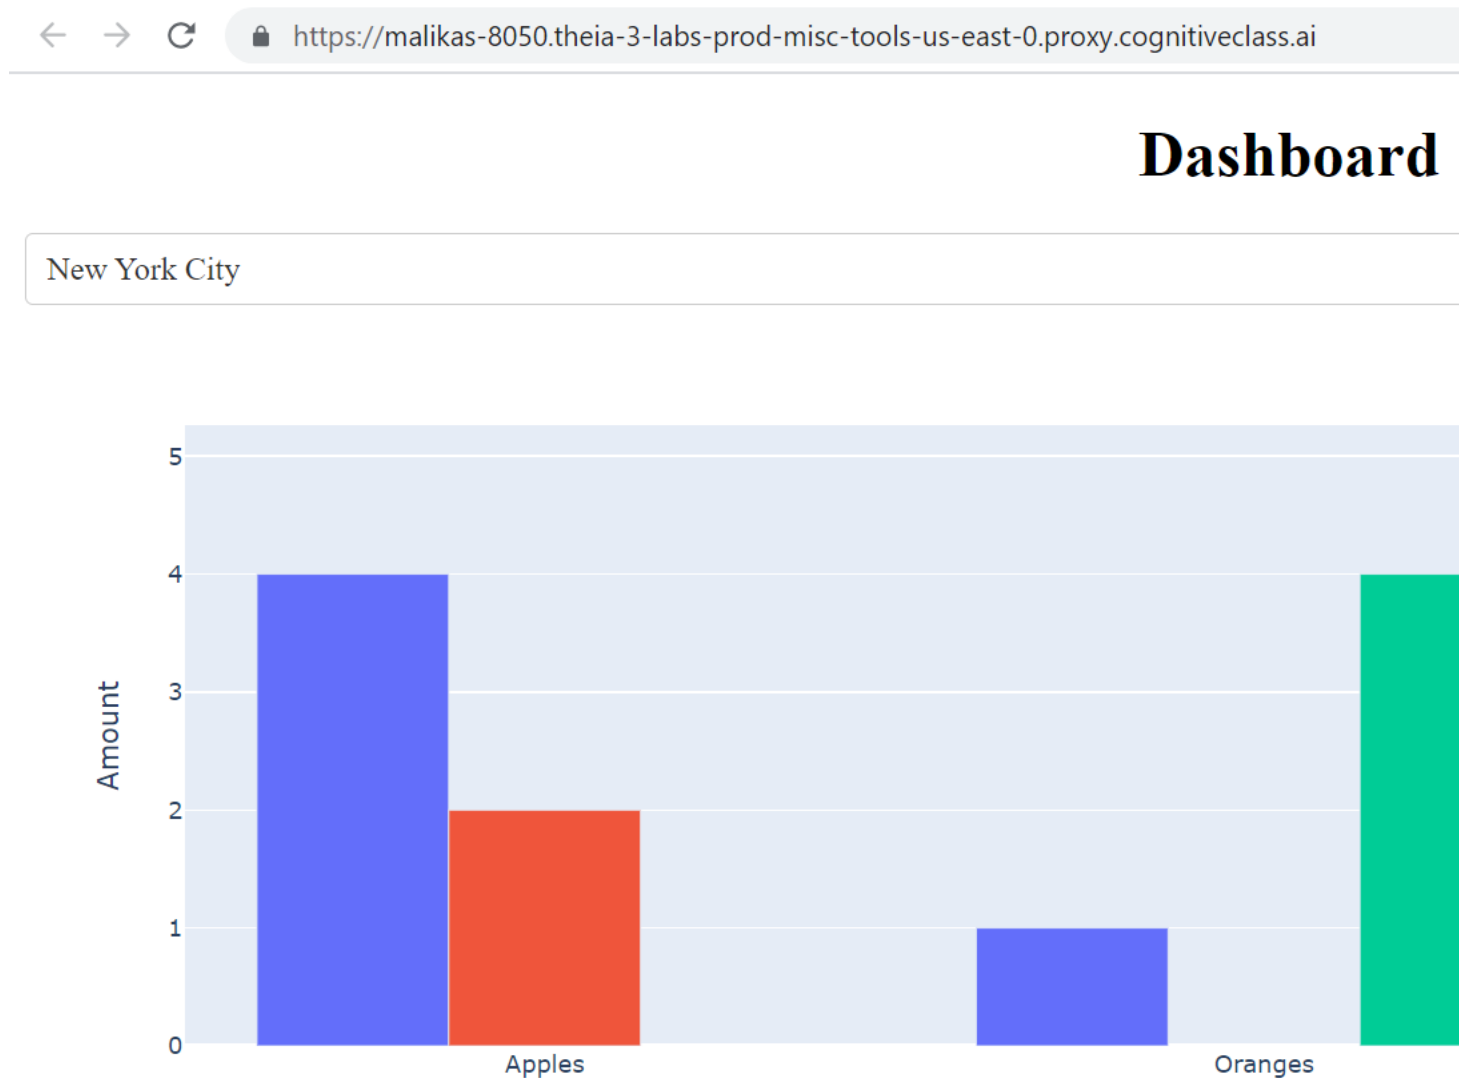 https://malikas-8050.theia-3-labs-prod-misc-tools-us-east-0.proxy.cognitiveclass.ai
Dashboard
New York City
5
4
3
2
1
0
Amount
Apples
Oranges